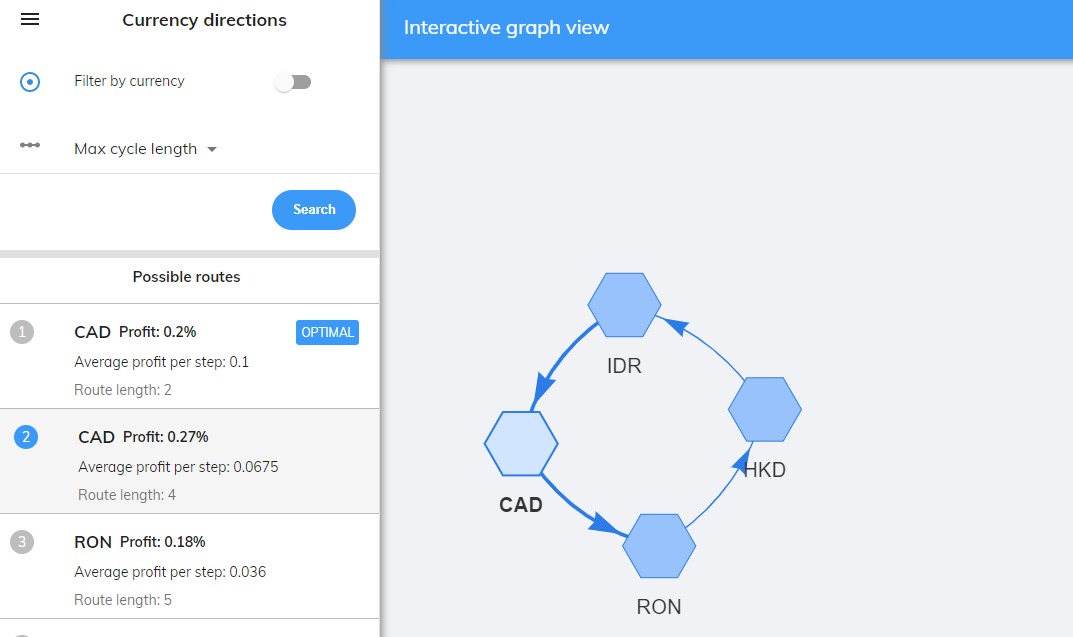 Currency directions
Interactive graph view
Filter by currency
Max cycle length
Search
Possible routes
1
CAD Profit: 0.2%
OPTIMAL
Average profit per step: 0.1
Route length: 2
2
CAD Profit: 0.27%
Average profit per step: 0.0675
Route length: 4
3
RON Profit: 0.18%
Average profit per step: 0.036
Route length: 5
IDR
HKD
CAD
RON